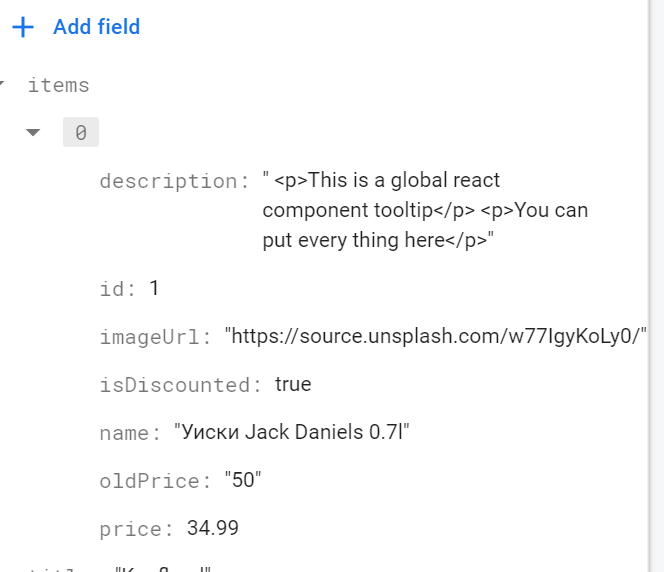 Add field
items
0
description: " <p>This is a global react
component tooltip</p> <p>You can
put every thing here</p>"
id: 1
imageUrl: "https://source.unsplash.com/w77IgyKoLy0/"
isDiscounted: true
name: "Уиски Jack Daniels 0.7l"
oldPrice: "50"
price: 34.99